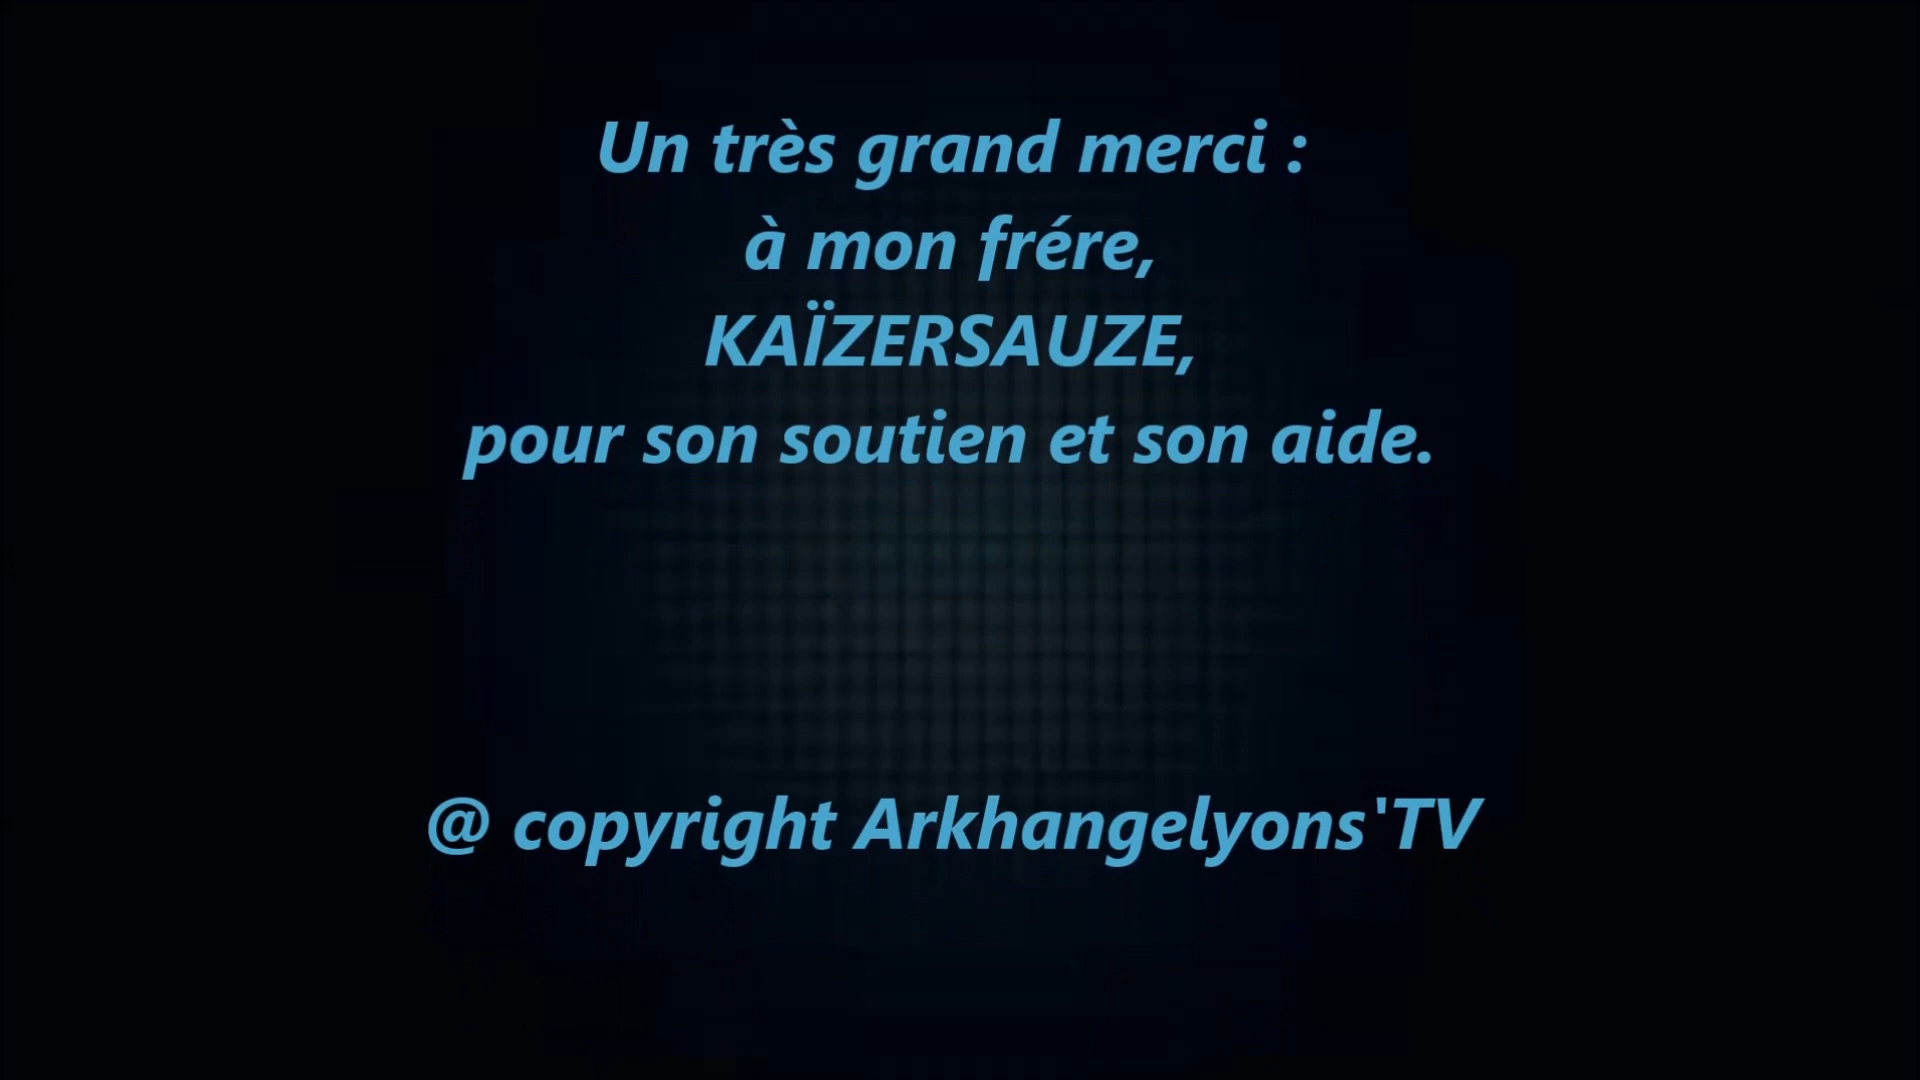 Un très grand merci :
à mon frére,
KAÏZERSAUZE,
pour son soutien et son aide.
@ copyright Arkhangelyons'TV